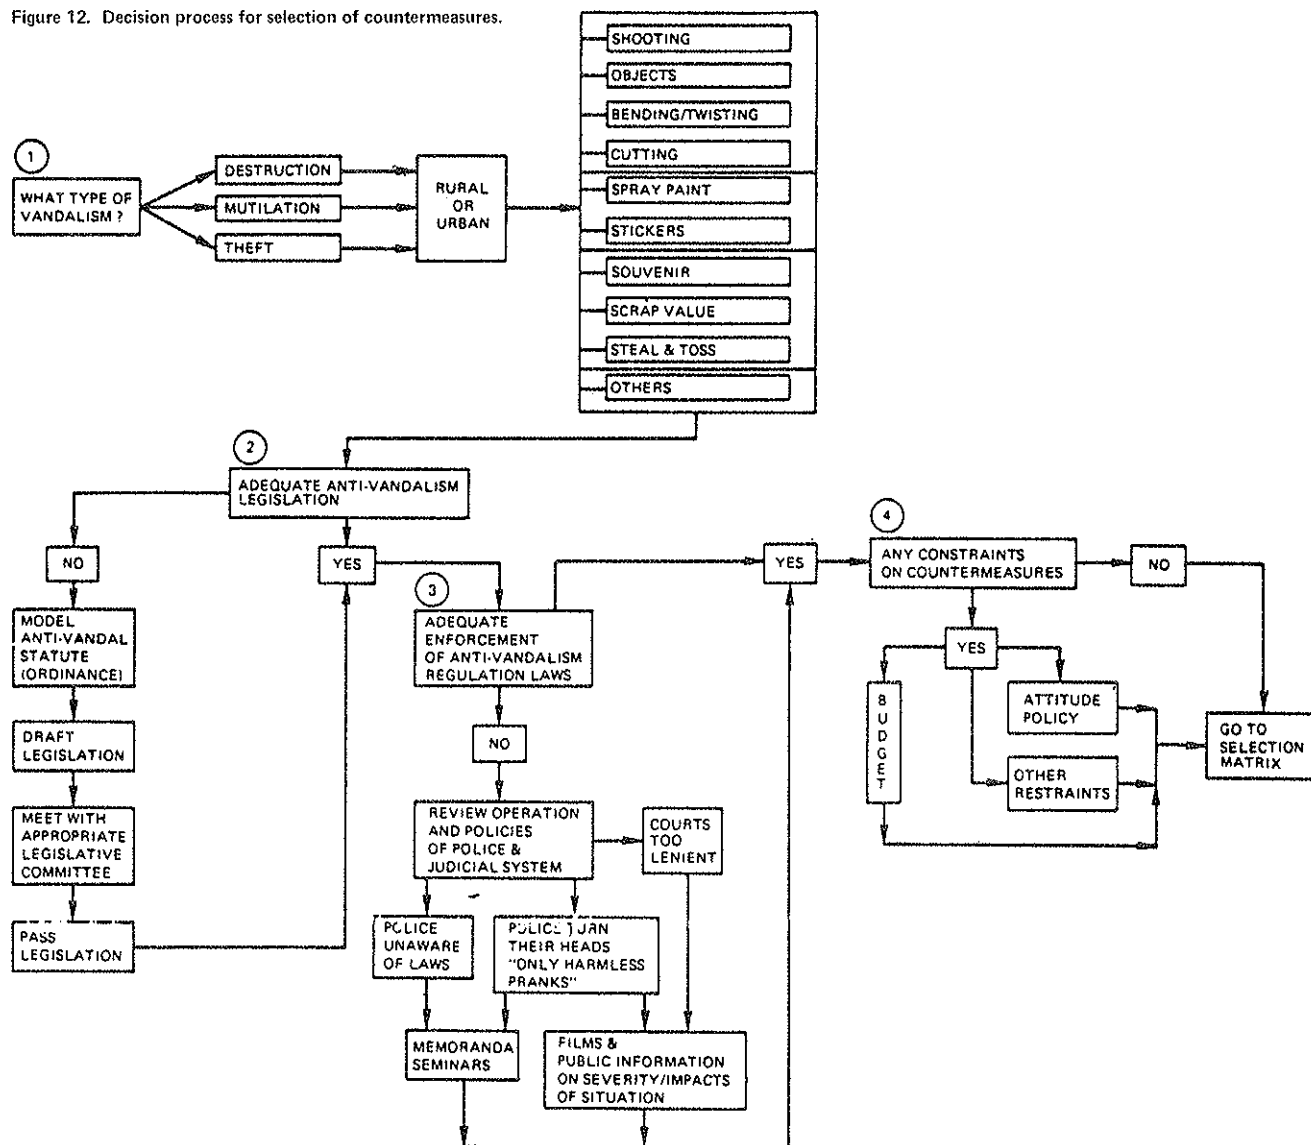 Figure 12. Decision process for selection of countermeasures.
1
WHAT TYPE OF
VANDALISM ?
DESTRUCTION
MUTILATION
THEFT
RURAL
OR
URBAN
SHOOTING
OBJECTS
BENDING/TWISTING
CUTTING
SPRAY PAINT
STICKERS
SOUVENIR
SCRAP VALUE
STEAL & TOSS
OTHERS
2
ADEQUATE ANTI-VANDALISM
LEGISLATION
NO
MODEL
ANTI-VANDAL
STATUTE
(ORDINANCE)
DRAFT
LEGISLATION
MEET WITH
APPROPRIATE
LEGISLATIVE
COMMITTEE
PASS
LEGISLATION
YES
3
ADEQUATE
ENFORCEMENT
OF ANTI-VANDALISM
REGULATION LAWS
NO
REVIEW OPERATION
AND POLICIES
OF POLICE &
JUDICIAL SYSTEM
COURTS
TOO
LENIENT
POLICE
UNAWARE
OF LAWS
POLICE TURN
THEIR HEADS
"ONLY HARMLESS
PRANKS"
MEMORANDA
SEMINARS
FILMS &
PUBLIC INFORMATION
ON SEVERITY/IMPACTS
OF SITUATION
YES
4
ANY CONSTRAINTS
ON COUNTERMEASURES
NO
YES
BUDGET
ATTITUDE
POLICY
OTHER
RESTRAINTS
GO TO
SELECTION
MATRIX